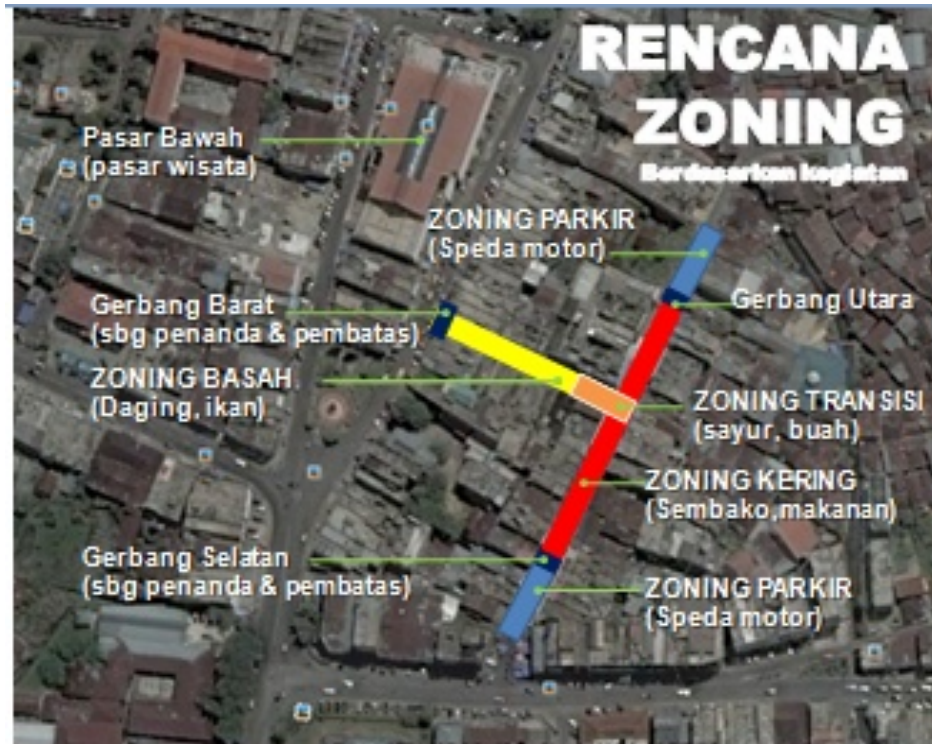 RENCANA
ZONING
Berdasarkan kegiatan
Pasar Bawah
(pasar wisata)
ZONING PARKIR
(Speda motor)
Gerbang Utara
Gerbang Barat
(sbg penanda & pembatas)
ZONING BASAH
(Daging, ikan)
ZONING TRANSISI
(sayur, buah)
ZONING KERING
(Sembako,makanan)
Gerbang Selatan
(sbg penanda & pembatas)
ZONING PARKIR
(Speda motor)